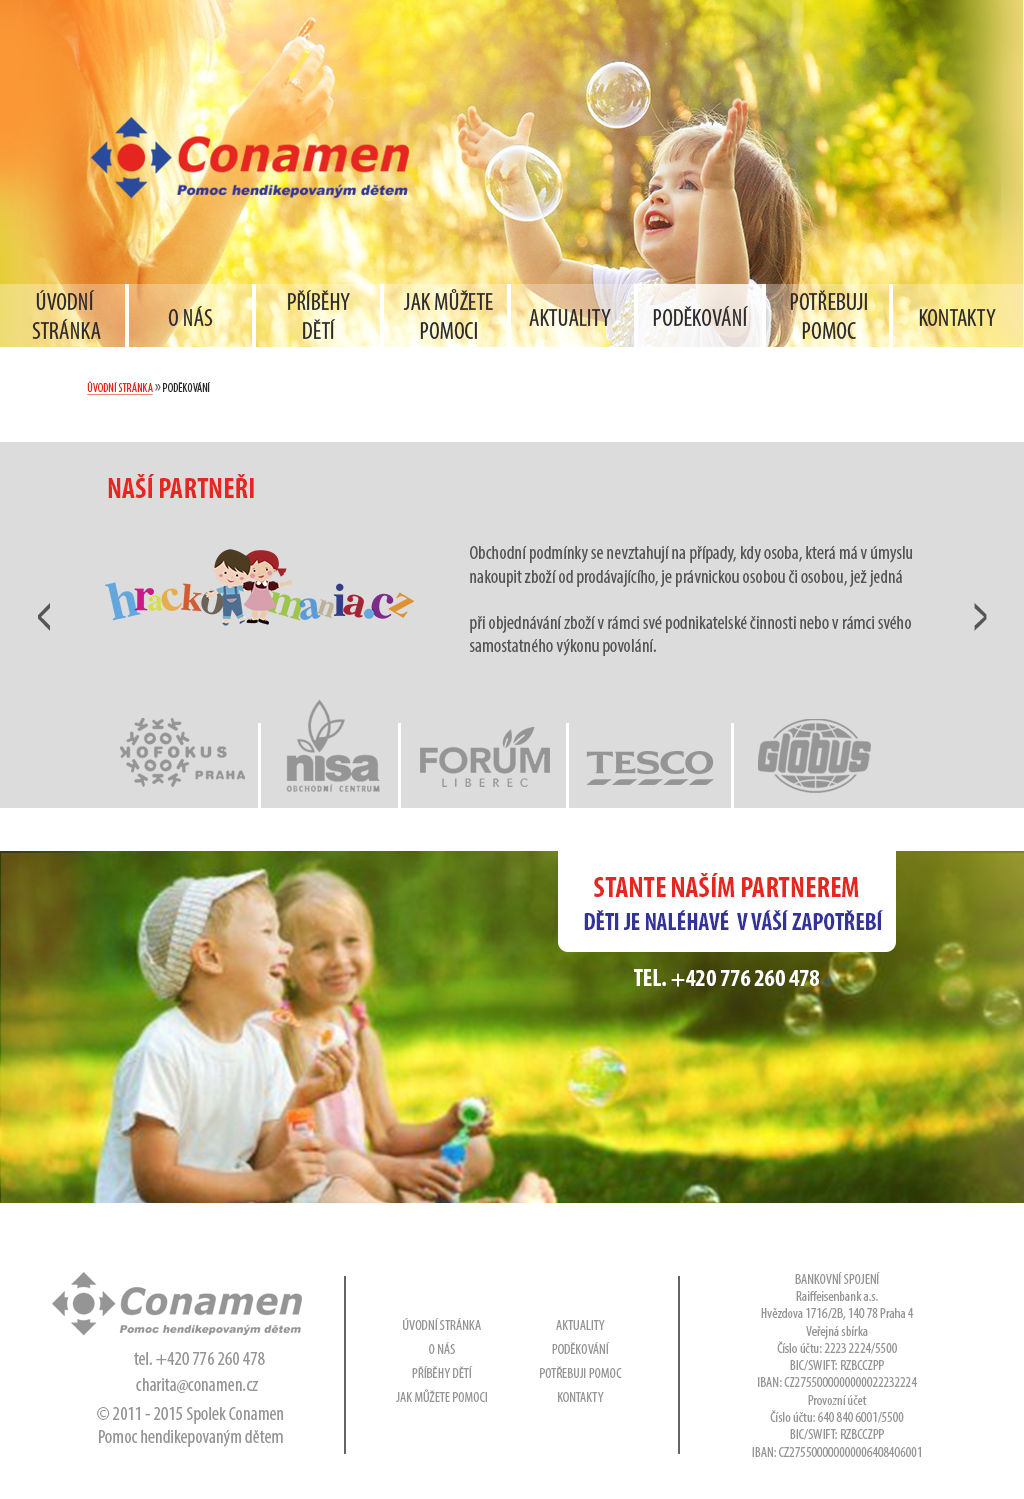 Conamen
Pomoc hendikepovaným dětem
ÚVODNÍ STRÁNKA
O NÁS
PŘÍBĚHY DĚTÍ
JAK MŮŽETE POMOCI
AKTUALITY
PODĚKOVÁNÍ
POTŘEBUJI POMOC
KONTAKTY
ÚVODNÍ STRÁNKA » PODĚKOVÁNÍ
NAŠÍ PARTNEŘI
hrackomania.cz
Obchodní podmínky se nevztahují na případy, kdy osoba, která má v úmyslu
nakoupit zboží od prodávajícího, je právnickou osobou či osobou, jež jedná
při objednávání zboží v rámci své podnikatelské činnosti nebo v rámci svého
samostatného výkonu povolání.
KOFOKUS
PRAHA
nisa
OBCHODNÍ CENTRUM
FORUM
LIBEREC
TESCO
GLOBUS
STANTE NAŠÍM PARTNEREM
DĚTI JE NALÉHAVÉ V VÁŠÍ ZAPOTŘEBÍ
TEL. +420 776 260 478
Conamen
Pomoc hendikepovaným dětem
tel. +420 776 260 478
charita@conamen.cz
© 2011 - 2015 Spolek Conamen
Pomoc hendikepovaným dětem
ÚVODNÍ STRÁNKA
O NÁS
PŘÍBĚHY DĚTÍ
JAK MŮŽETE POMOCI
AKTUALITY
PODĚKOVÁNÍ
POTŘEBUJI POMOC
KONTAKTY
BANKOVNÍ SPOJENÍ
Raiffeisenbank a.s.
Hvězdova 1716/2B, 140 78 Praha 4
Veřejná sbírka
Číslo účtu: 2223 2224/5500
BIC/SWIFT: RZBCCZPP
IBAN: CZ2755000000000022232224
Provozní účet
Číslo účtu: 640 840 6001/5500
BIC/SWIFT: RZBCCZPP
IBAN: CZ275500000000006408406001